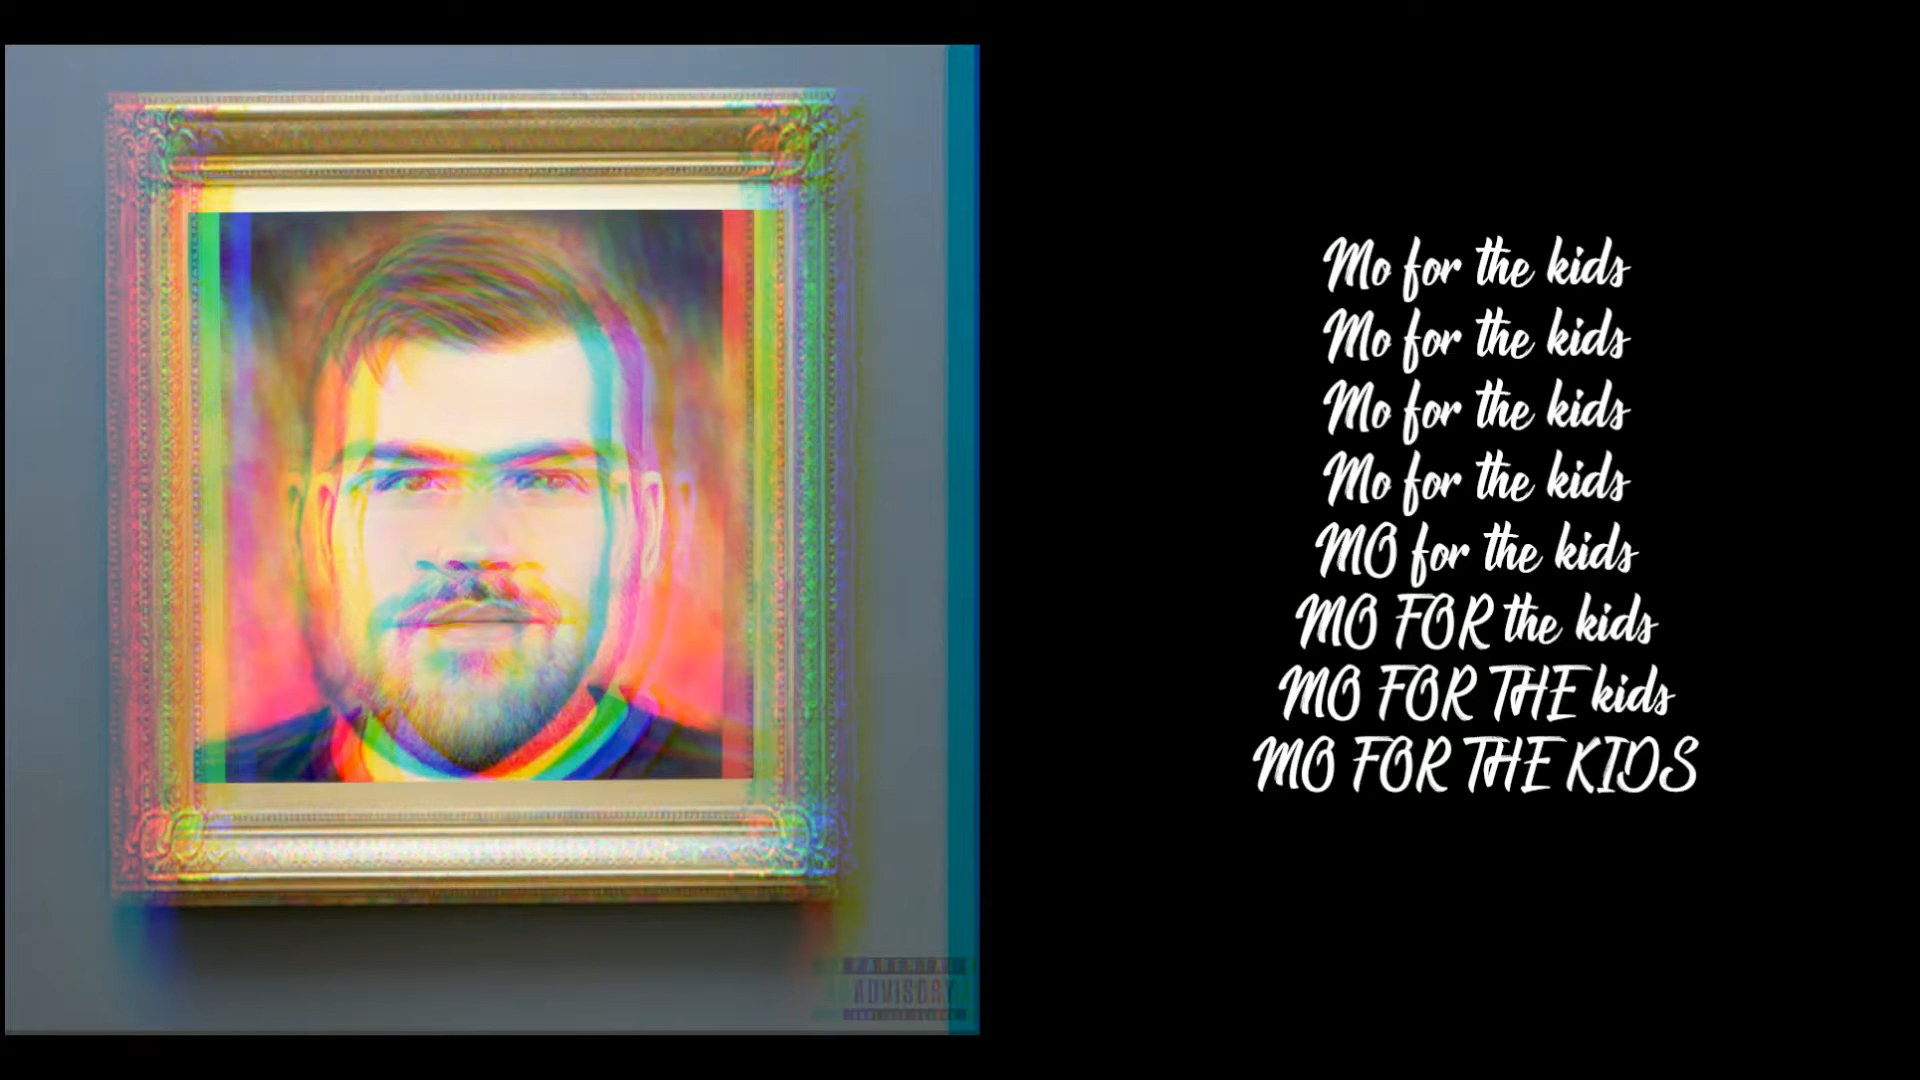 Mo for the kids
Mo for the kids
Mo for the kids
Mo for the kids
MO for the kids
MO FOR the kids
MO FOR THE kids
MO FOR THE KIDS
PARENTAL
ADVISORY